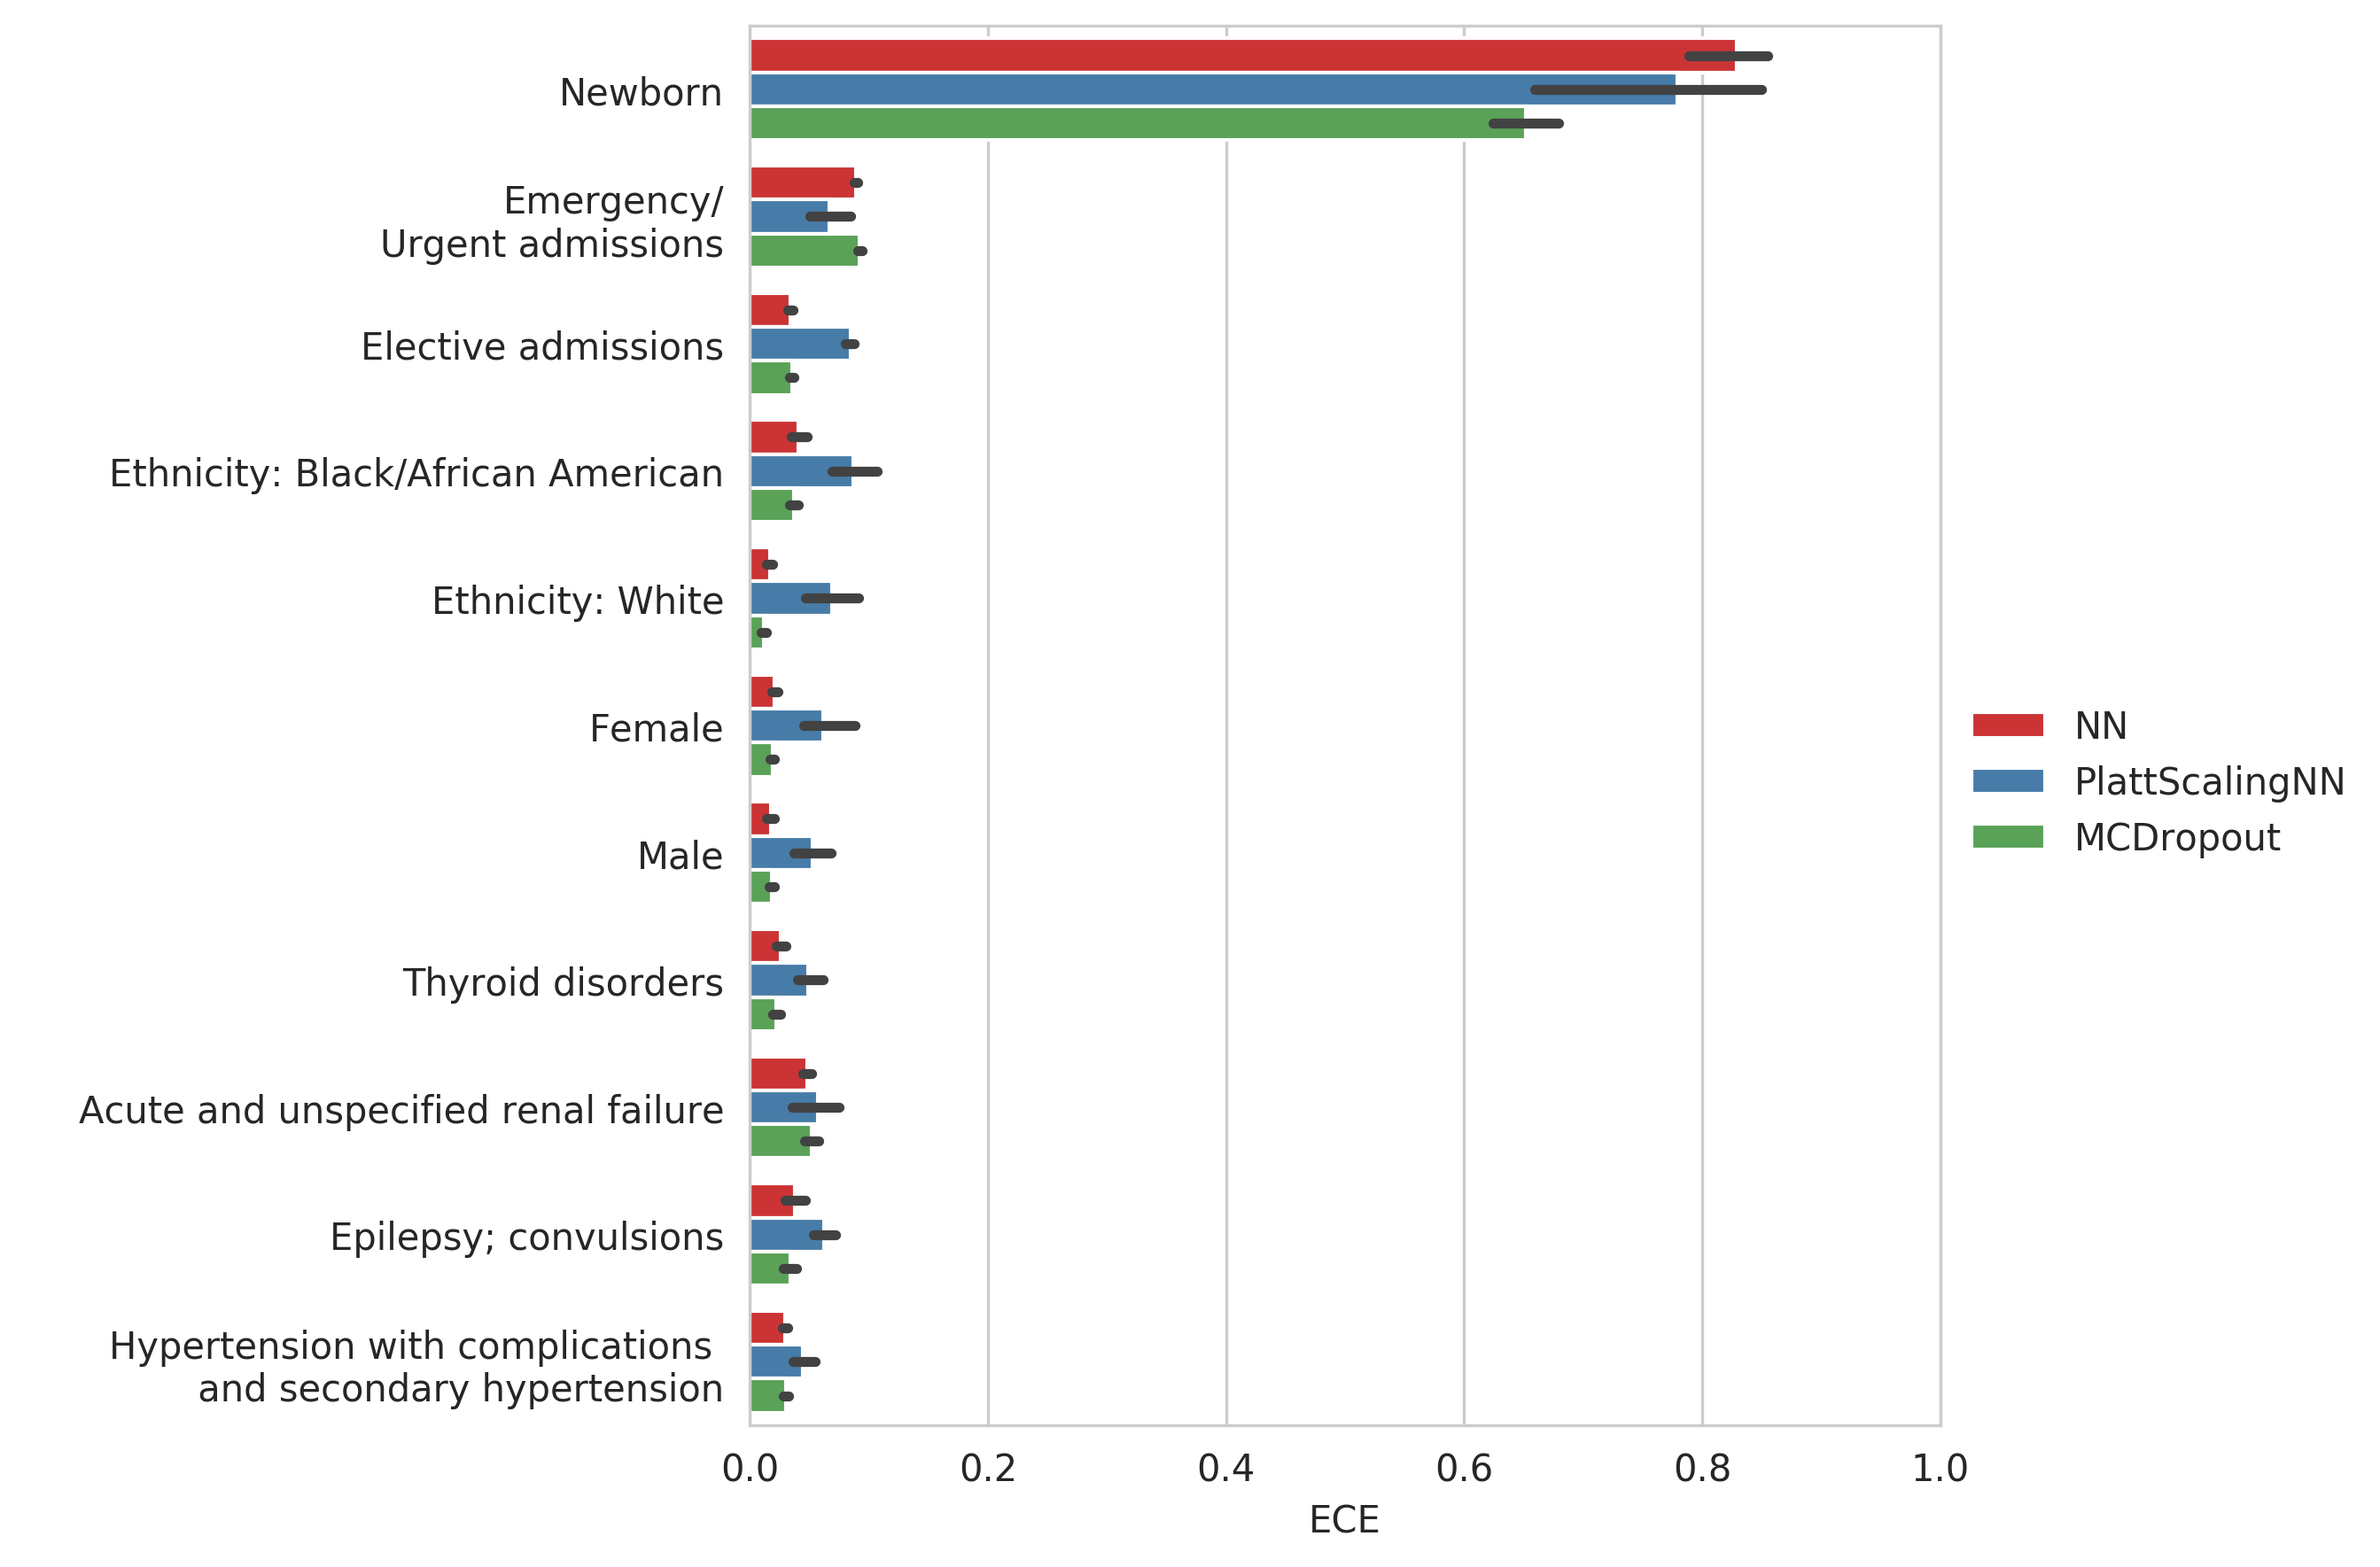 Newborn
Emergency/
Urgent admissions
Elective admissions
Ethnicity: Black/African American
Ethnicity: White
Female
Male
Thyroid disorders
Acute and unspecified renal failure
Epilepsy; convulsions
Hypertension with complications
and secondary hypertension
0.0 0.2 0.4 0.6 0.8 1.0
ECE
NN
PlattScalingNN
MCDropout